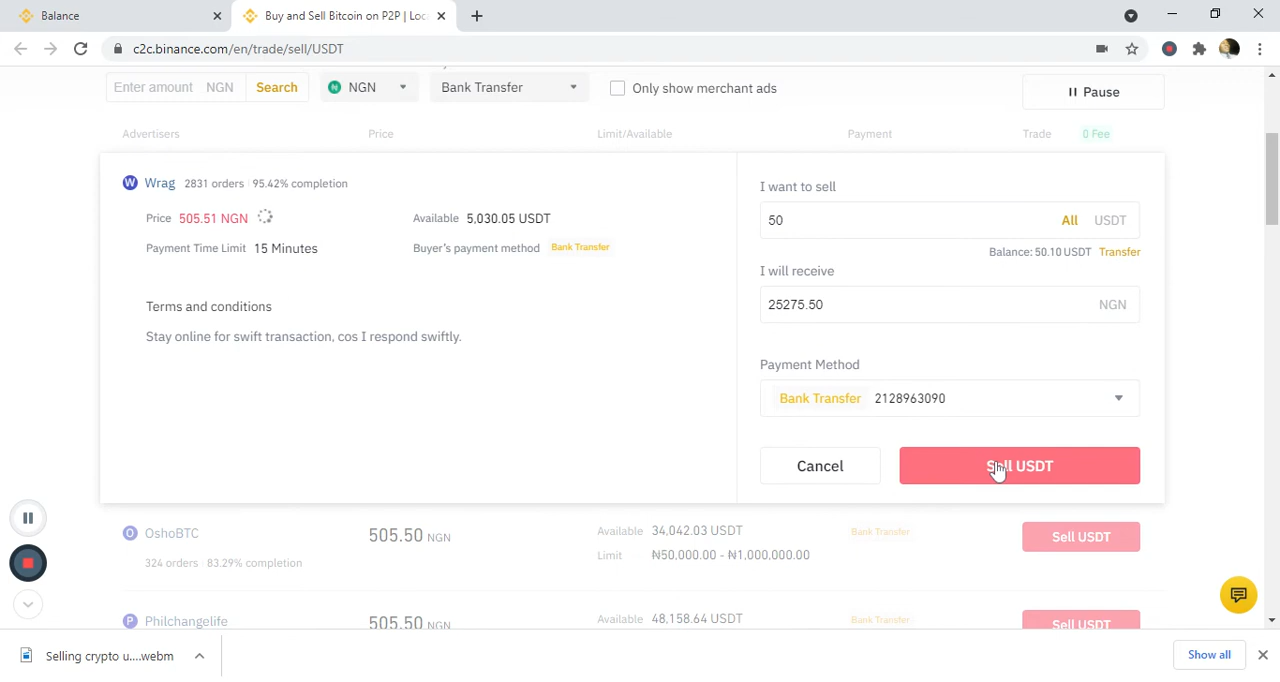 Balance
Buy and Sell Bitcoin on P2P | Loc
c2c.binance.com/en/trade/sell/USDT
Enter amount NGN Search N NGN Bank Transfer Only show merchant ads Pause
Advertisers Price Limit/Available Payment Trade 0 Fee
W Wrag 2831 orders 95.42% completion
Price 505.51 NGN Available 5,030.05 USDT
Payment Time Limit 15 Minutes Buyer's payment method Bank Transfer
Terms and conditions
Stay online for swift transaction, cos I respond swiftly.
I want to sell
50 All USDT
Balance: 50.10 USDT Transfer
I will receive
25275.50 NGN
Payment Method
Bank Transfer 2128963090
Cancel Sell USDT
O OshoBTC 505.50 NGN Available 34,042.03 USDT Bank Transfer Sell USDT
324 orders 83.29% completion Limit ₦50,000.00 - ₦1,000,000.00
P Philchangelife 505.50 NGN Available 48,158.64 USDT Bank Transfer Sell USDT
Selling crypto u....webm Show all